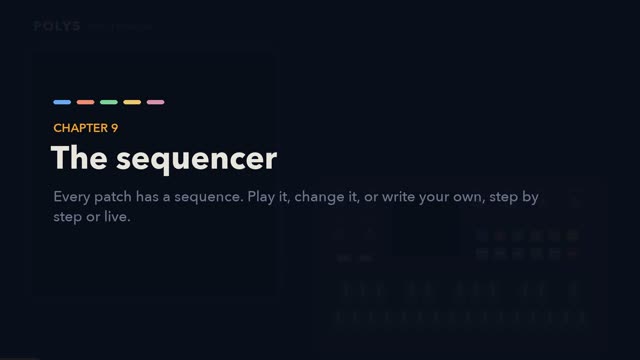 POLYS
CHAPTER 9
The sequencer
Every patch has a sequence. Play it, change it, or write your own, step by
step or live.